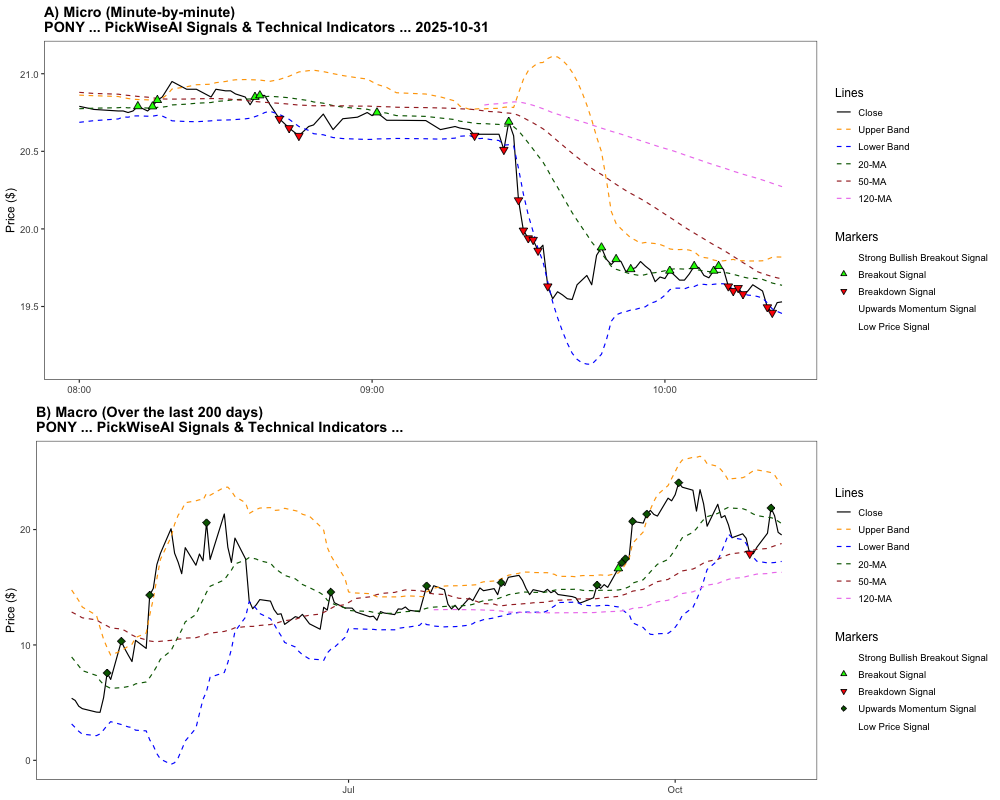 A) Micro (Minute-by-minute)
PONY ... PickWiseAI Signals & Technical Indicators ... 2025-10-31
Price ($)
21.0
20.5
20.0
19.5
08:00
09:00
10:00
Lines
Close
Upper Band
Lower Band
20-MA
50-MA
120-MA
Markers
Strong Bullish Breakout Signal
Breakout Signal
Breakdown Signal
Upwards Momentum Signal
Low Price Signal
B) Macro (Over the last 200 days)
PONY ... PickWiseAI Signals & Technical Indicators ...
Price ($)
20
10
0
Jul
Oct
Lines
Close
Upper Band
Lower Band
20-MA
50-MA
120-MA
Markers
Strong Bullish Breakout Signal
Breakout Signal
Breakdown Signal
Upwards Momentum Signal
Low Price Signal